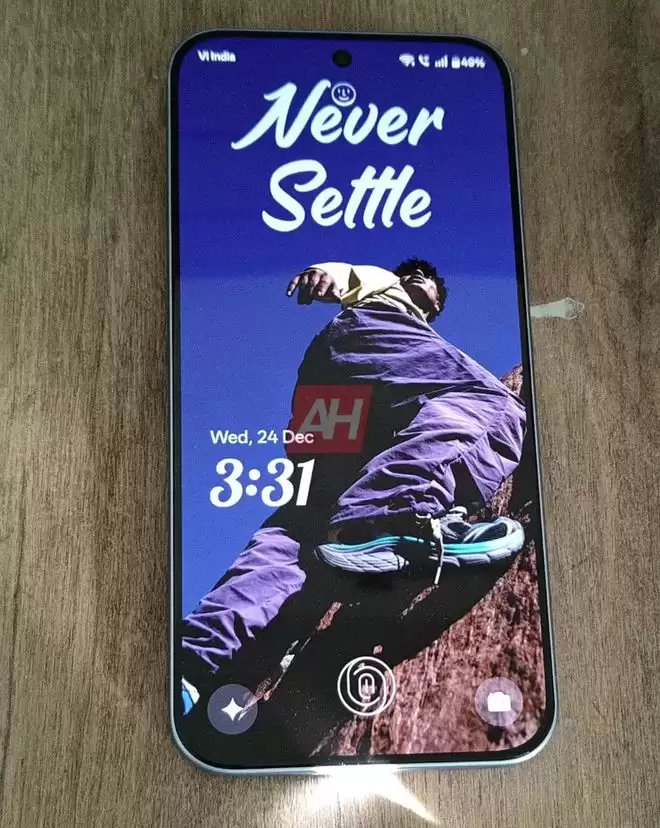 Vi India
49%
Never
Settle
AH
Wed, 24 Dec
3:31